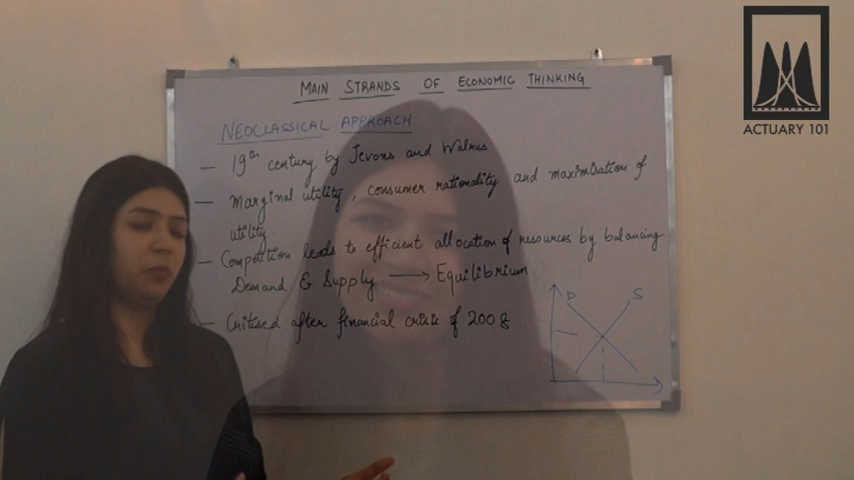 MAIN STRANDS OF ECONOMIC THINKING
NEOCLASSICAL APPROACH
— 19th century by Jevons and Walrus
— Marginal utility, consumer rationality and maximisation of
utility.
— Competition leads to efficient allocation of resources by balancing
Demand & Supply → Equilibrium
— Critised after financial crisis of 2008.
D S
ACTUARY 101